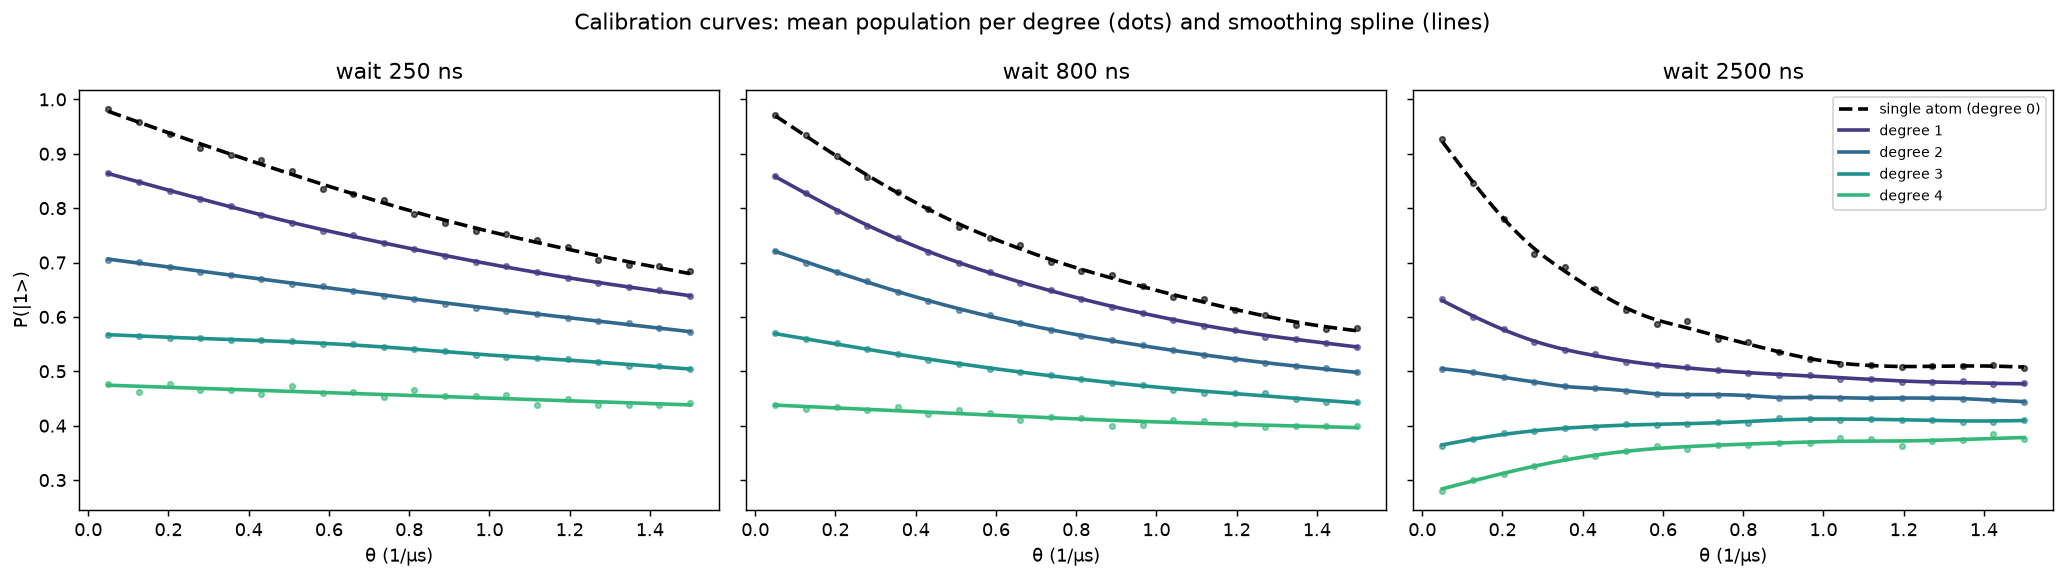 Calibration curves: mean population per degree (dots) and smoothing spline (lines)
wait 250 ns
wait 800 ns
wait 2500 ns
P(|1>)
1.0
0.9
0.8
0.7
0.6
0.5
0.4
0.3
single atom (degree 0)
degree 1
degree 2
degree 3
degree 4
0.0 0.2 0.4 0.6 0.8 1.0 1.2 1.4
0.0 0.2 0.4 0.6 0.8 1.0 1.2 1.4
0.0 0.2 0.4 0.6 0.8 1.0 1.2 1.4
θ (1/μs)
θ (1/μs)
θ (1/μs)